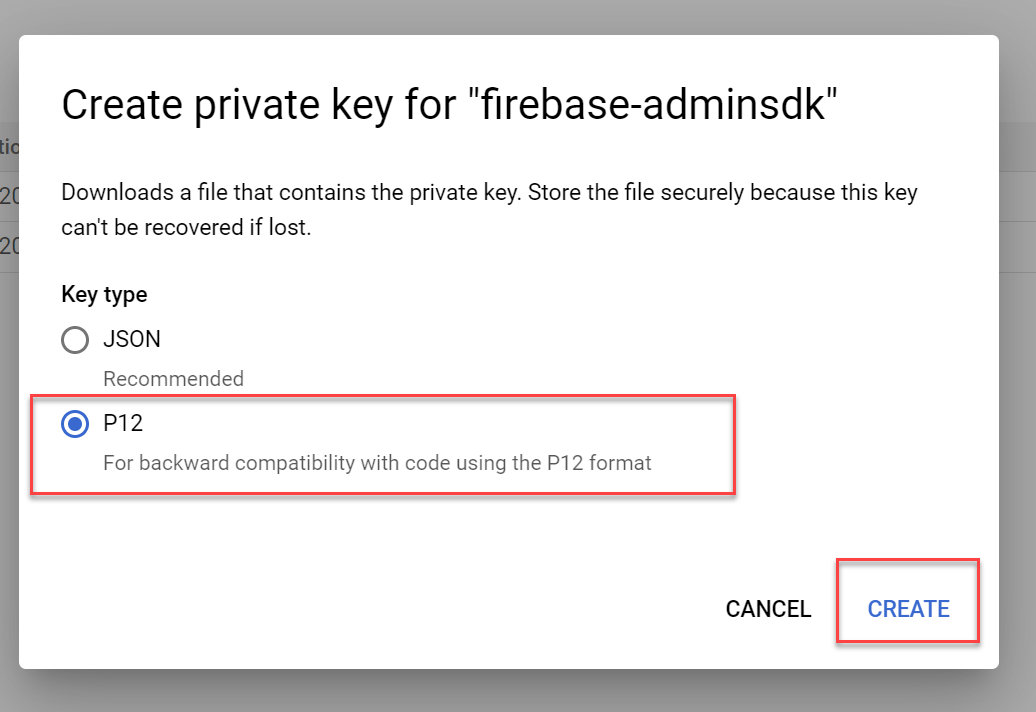 Create private key for "firebase-adminsdk"
Downloads a file that contains the private key. Store the file securely because this key
can't be recovered if lost.
Key type
JSON
Recommended
P12
For backward compatibility with code using the P12 format
CANCEL CREATE